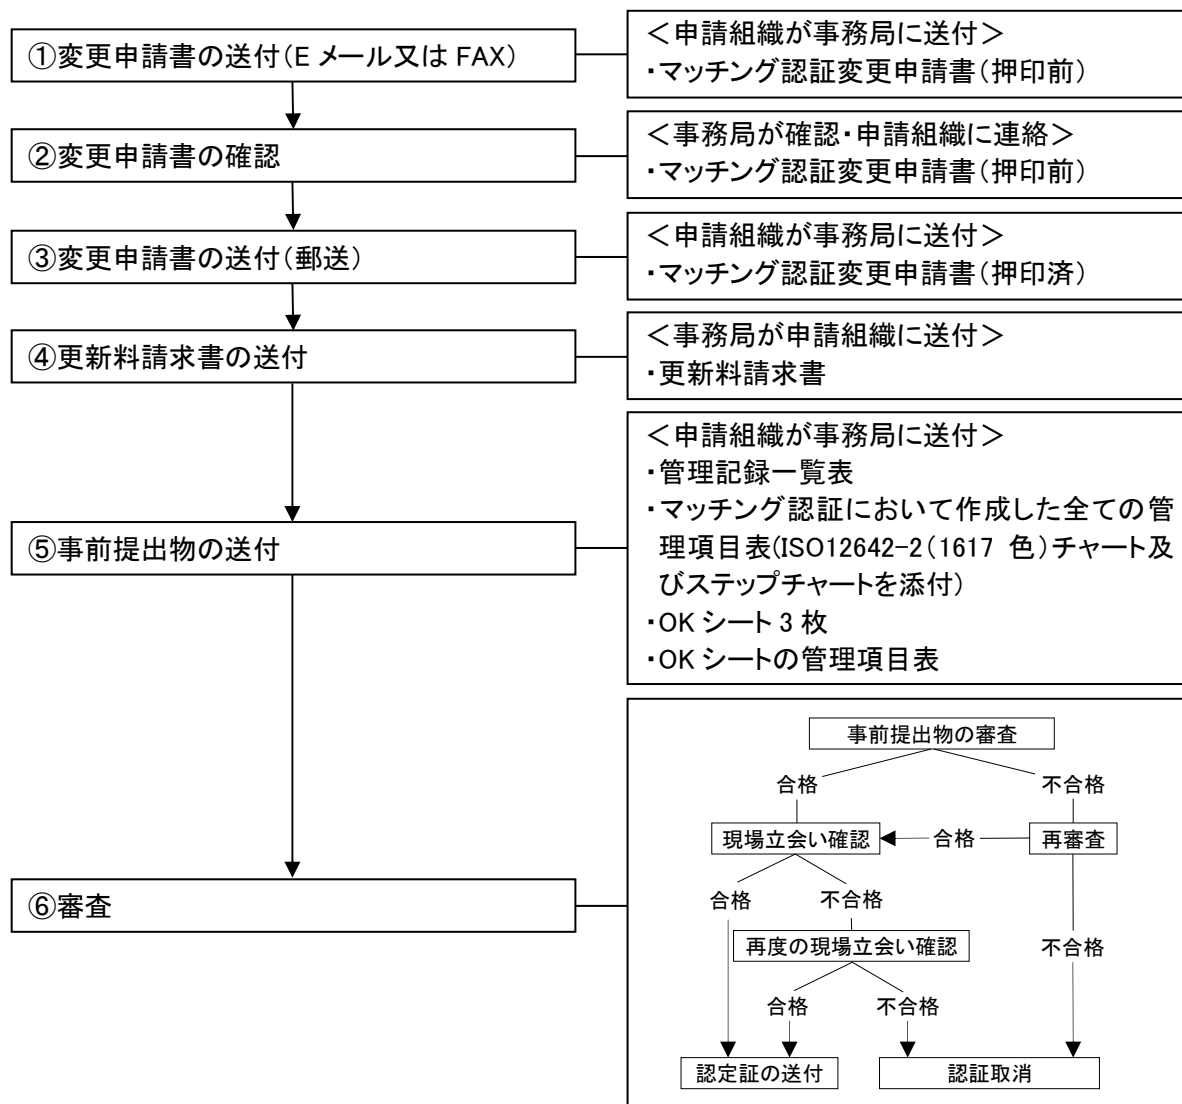 ①変更申請書の送付(E メール又は FAX)
＜申請組織が事務局に送付＞
・マッチング認証変更申請書(押印前)
②変更申請書の確認
＜事務局が確認・申請組織に連絡＞
・マッチング認証変更申請書(押印前)
③変更申請書の送付(郵送)
＜申請組織が事務局に送付＞
・マッチング認証変更申請書(押印済)
④更新料請求書の送付
＜事務局が申請組織に送付＞
・更新料請求書
⑤事前提出物の送付
＜申請組織が事務局に送付＞
・管理記録一覧表
・マッチング認証において作成した全ての管
理項目表(ISO12642-2(1617 色)チャート及
びステップチャートを添付)
・OK シート 3 枚
・OK シートの管理項目表
⑥審査
事前提出物の審査
合格
不合格
現場立会い確認
合格
再審査
合格
不合格
再度の現場立会い確認
不合格
合格
不合格
認定証の送付
認証取消